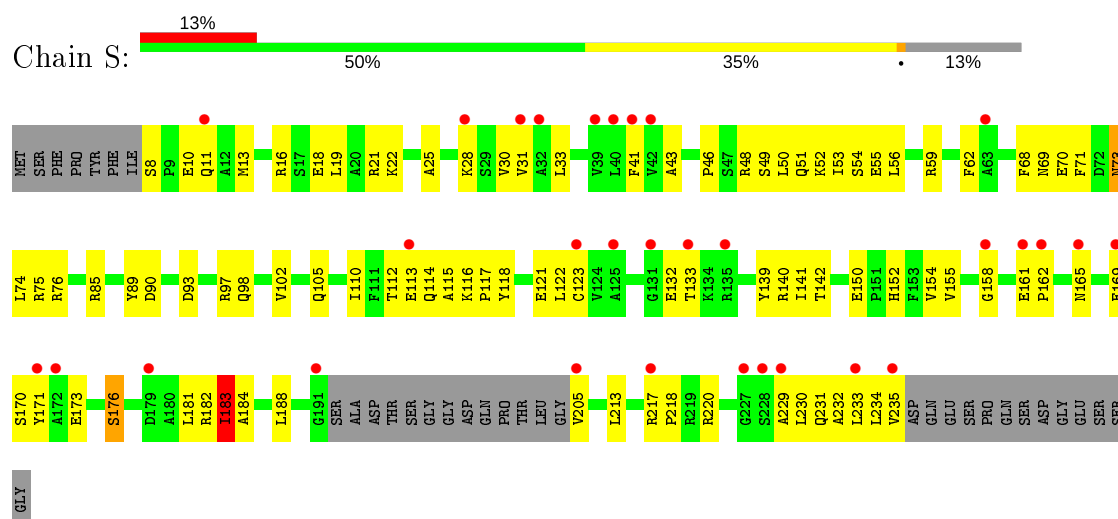 13%
Chain S:
50% 35% • 13%
MET SER PHE PRO TYR PHE ILE S8 P9 E10 Q11 A12 M13 R16 S17 E18 L19 A20 R21 K22 A25 K28 S29 V30 V31 A32 L33 V39 L40 F41 V42 A43 P46 S47 R48 S49 L50 Q51 K52 I53 S54 E55 L56 R59 F62 A63 F68 N69 E70 F71 D72 N73
L74 R75 R76 R85 Y89 D90 D93 R97 Q98 V102 Q105 I110 F111 T112 E113 Q114 A115 K116 P117 Y118 E121 L122 C123 V124 A125 G131 E132 T133 K134 R135 Y139 R140 I141 T142 E150 P151 H152 F153 V154 V155 G158 E161 P162 N165 E169
S170 Y171 A172 E173 S176 D179 A180 L181 R182 I183 A184 L188 G191 SER ALA ASP THR SER GLY GLY ASP GLN PRO THR LEU GLY V205 L213 R217 P218 R219 R220 G227 S228 A229 L230 Q231 A232 L233 L234 V235 ASP GLN GLU SER PRO GLN SER ASP GLY GLU SER SER
GLY